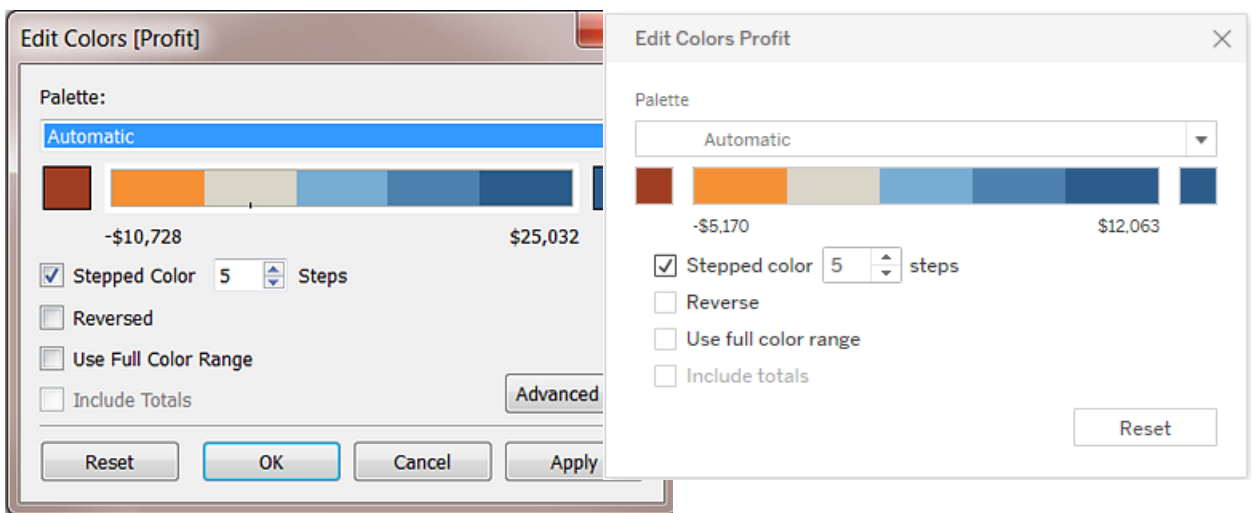 Edit Colors [Profit]
Palette:
Automatic
-$10,728 $25,032
Stepped Color 5 Steps
Reversed
Use Full Color Range
Include Totals
Advanced
Reset OK Cancel Apply
Edit Colors Profit
Palette
Automatic
-$5,170 $12,063
Stepped color 5 steps
Reverse
Use full color range
Include totals
Reset